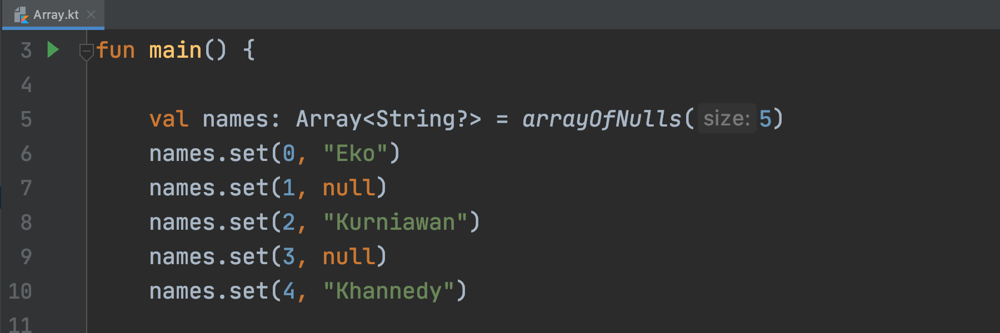 Array.kt
3 fun main() {
4
5 val names: Array<String?> = arrayOfNulls( size: 5)
6 names.set(0, "Eko")
7 names.set(1, null)
8 names.set(2, "Kurniawan")
9 names.set(3, null)
10 names.set(4, "Khannedy")
11